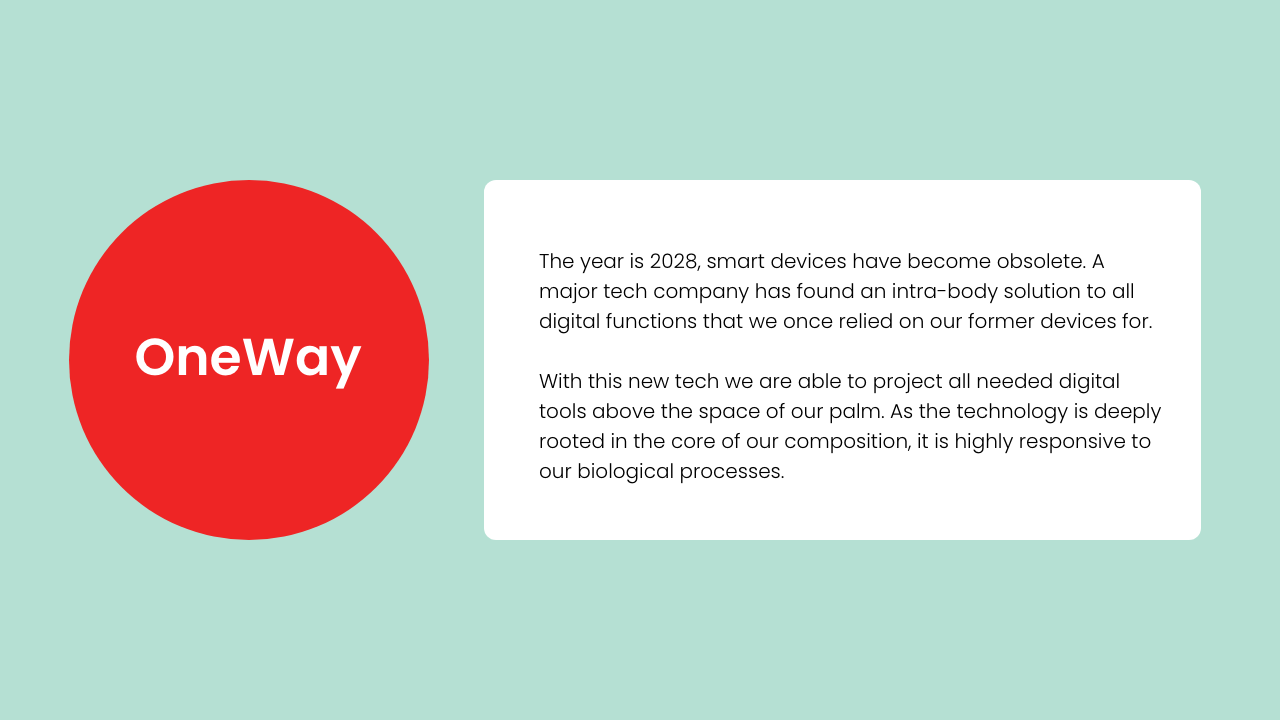 OneWay
The year is 2028, smart devices have become obsolete. A
major tech company has found an intra-body solution to all
digital functions that we once relied on our former devices for.
With this new tech we are able to project all needed digital
tools above the space of our palm. As the technology is deeply
rooted in the core of our composition, it is highly responsive to
our biological processes.